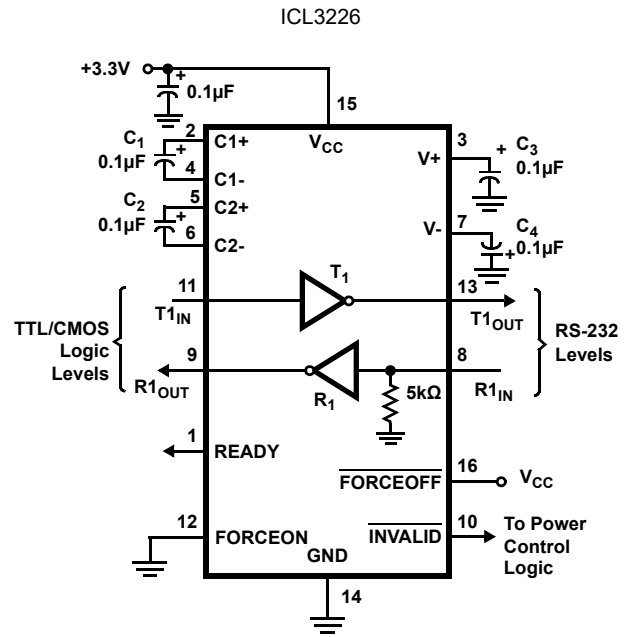 ICL3226
+3.3V
+
0.1µF
15
2
C1+
VCC
3
V+
+
C3
0.1µF
C1
0.1µF
+
4
C1-
5
C2+
C2
0.1µF
+
6
C2-
7
V-
C4
+
0.1µF
T1
11
T1IN
13
T1OUT
TTL/CMOS
Logic
Levels
RS-232
Levels
9
R1OUT
R1
5kΩ
8
R1IN
1
READY
16
FORCEOFF
VCC
12
FORCEON
10
INVALID
To Power
Control
Logic
GND
14